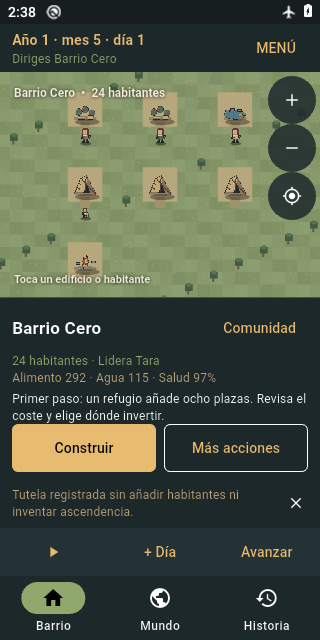 2:38
Año 1 · mes 5 · día 1
Diriges Barrio Cero
MENÚ
Barrio Cero • 24 habitantes
Toca un edificio o habitante
Barrio Cero
Comunidad
24 habitantes · Lidera Tara
Alimento 292 · Agua 115 · Salud 97%
Primer paso: un refugio añade ocho plazas. Revisa el
coste y elige dónde invertir.
Construir
Más acciones
Tutela registrada sin añadir habitantes ni
inventar ascendencia.
+ Día
Avanzar
Barrio
Mundo
Historia